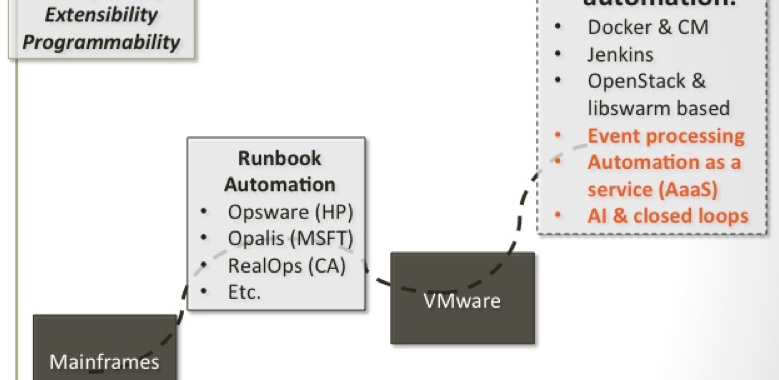 Extensibility
Programmability
automation:
• Docker & CM
• Jenkins
• OpenStack &
libswarm based
• Event processing
• Automation as a
service (AaaS)
• AI & closed loops
Runbook
Automation
• Opsware (HP)
• Opalis (MSFT)
• RealOps (CA)
• Etc.
VMware
Mainframes